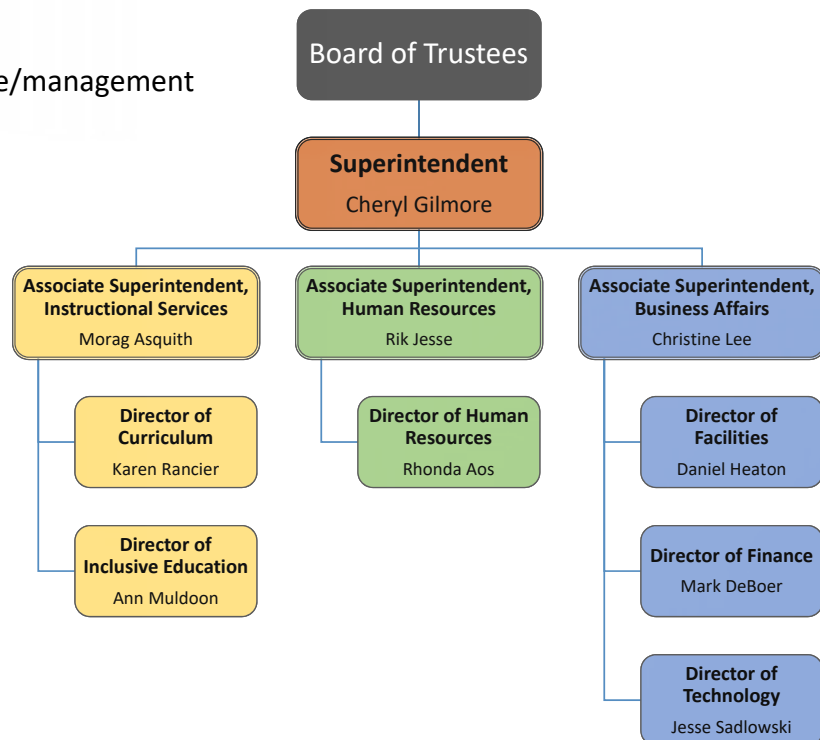 Board of Trustees
e/management
Superintendent
Cheryl Gilmore
Associate Superintendent,
Instructional Services
Morag Asquith
Director of
Curriculum
Karen Rancier
Director of
Inclusive Education
Ann Muldoon
Associate Superintendent,
Human Resources
Rik Jesse
Director of Human
Resources
Rhonda Aos
Associate Superintendent,
Business Affairs
Christine Lee
Director of
Facilities
Daniel Heaton
Director of Finance
Mark DeBoer
Director of
Technology
Jesse Sadlowski